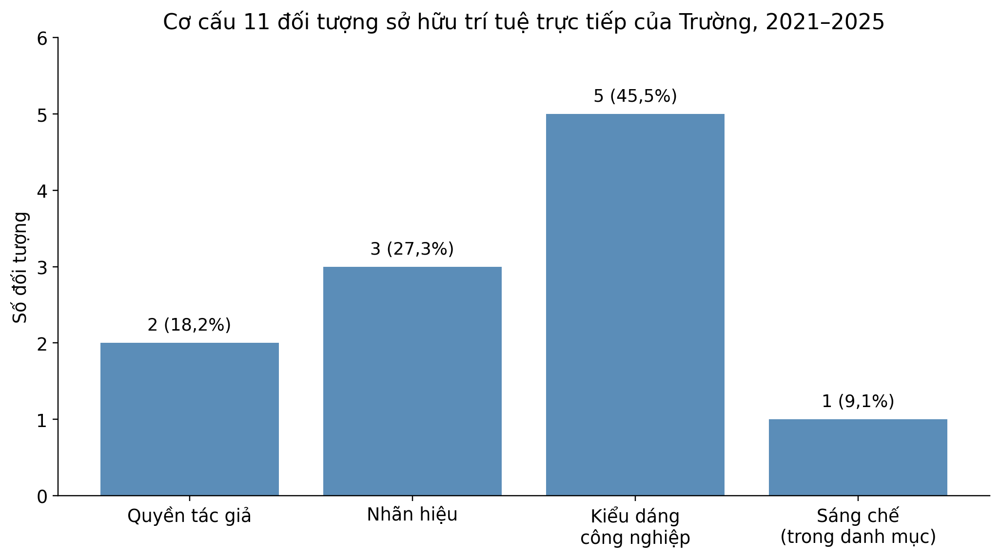 Cơ cấu 11 đối tượng sở hữu trí tuệ trực tiếp của Trường, 2021–2025
Số đối tượng
6
5
4
3
2
1
0
2 (18,2%)
3 (27,3%)
5 (45,5%)
1 (9,1%)
Quyền tác giả
Nhãn hiệu
Kiểu dáng
công nghiệp
Sáng chế
(trong danh mục)